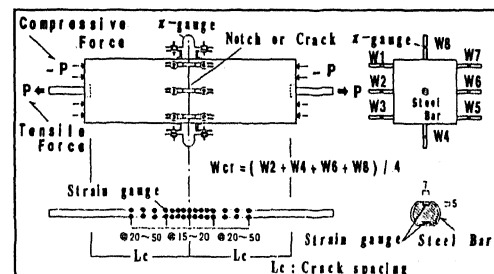 Compressive Force
Notch or Crack
π-gauge
- P
P
Tensile Force
- P
P
π-gauge
W8
W1
W7
W2
W6
W3
W5
Steel Bar
W4
Wcr = ( W2 + W4 + W6 + W8 ) / 4
Strain gauge
@20~50
@15~20
@20~50
Lc
Lc
7
5
Strain gauge
Steel Bar
Lc : Crack spacing